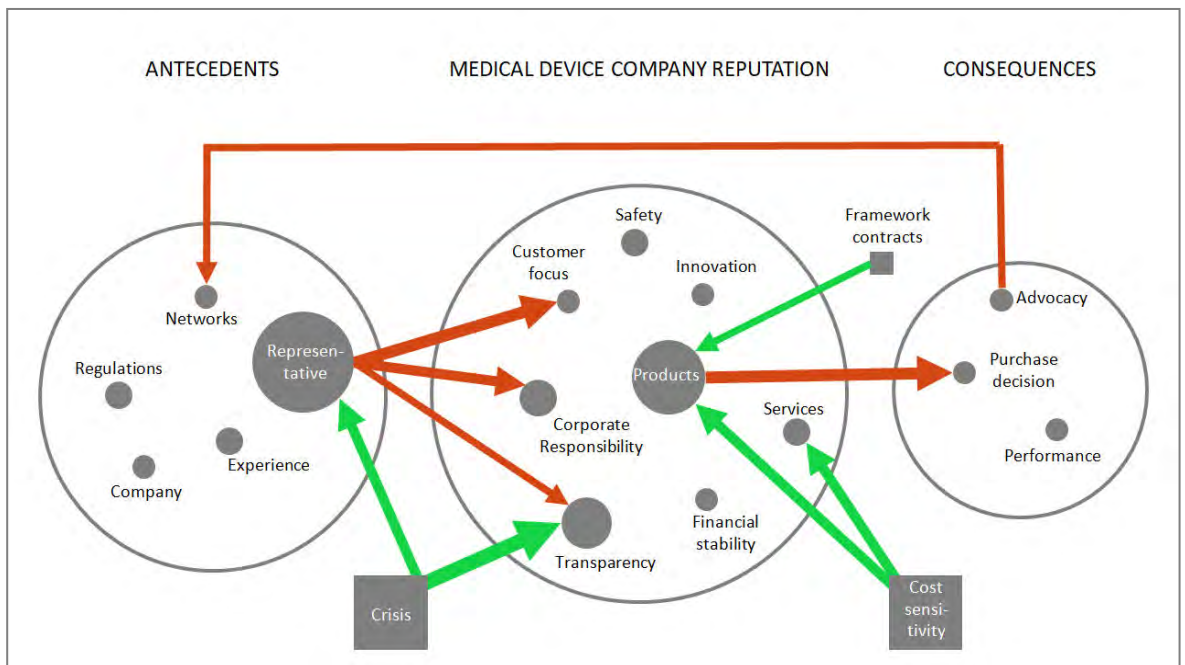 ANTECEDENTS
MEDICAL DEVICE COMPANY REPUTATION
CONSEQUENCES
Safety
Framework
contracts
Customer
focus
Innovation
Networks
Advocacy
Represen-
tative
Regulations
Products
Purchase
decision
Services
Corporate
Responsibility
Experience
Company
Performance
Financial
stability
Transparency
Crisis
Cost
sensi-
tivity